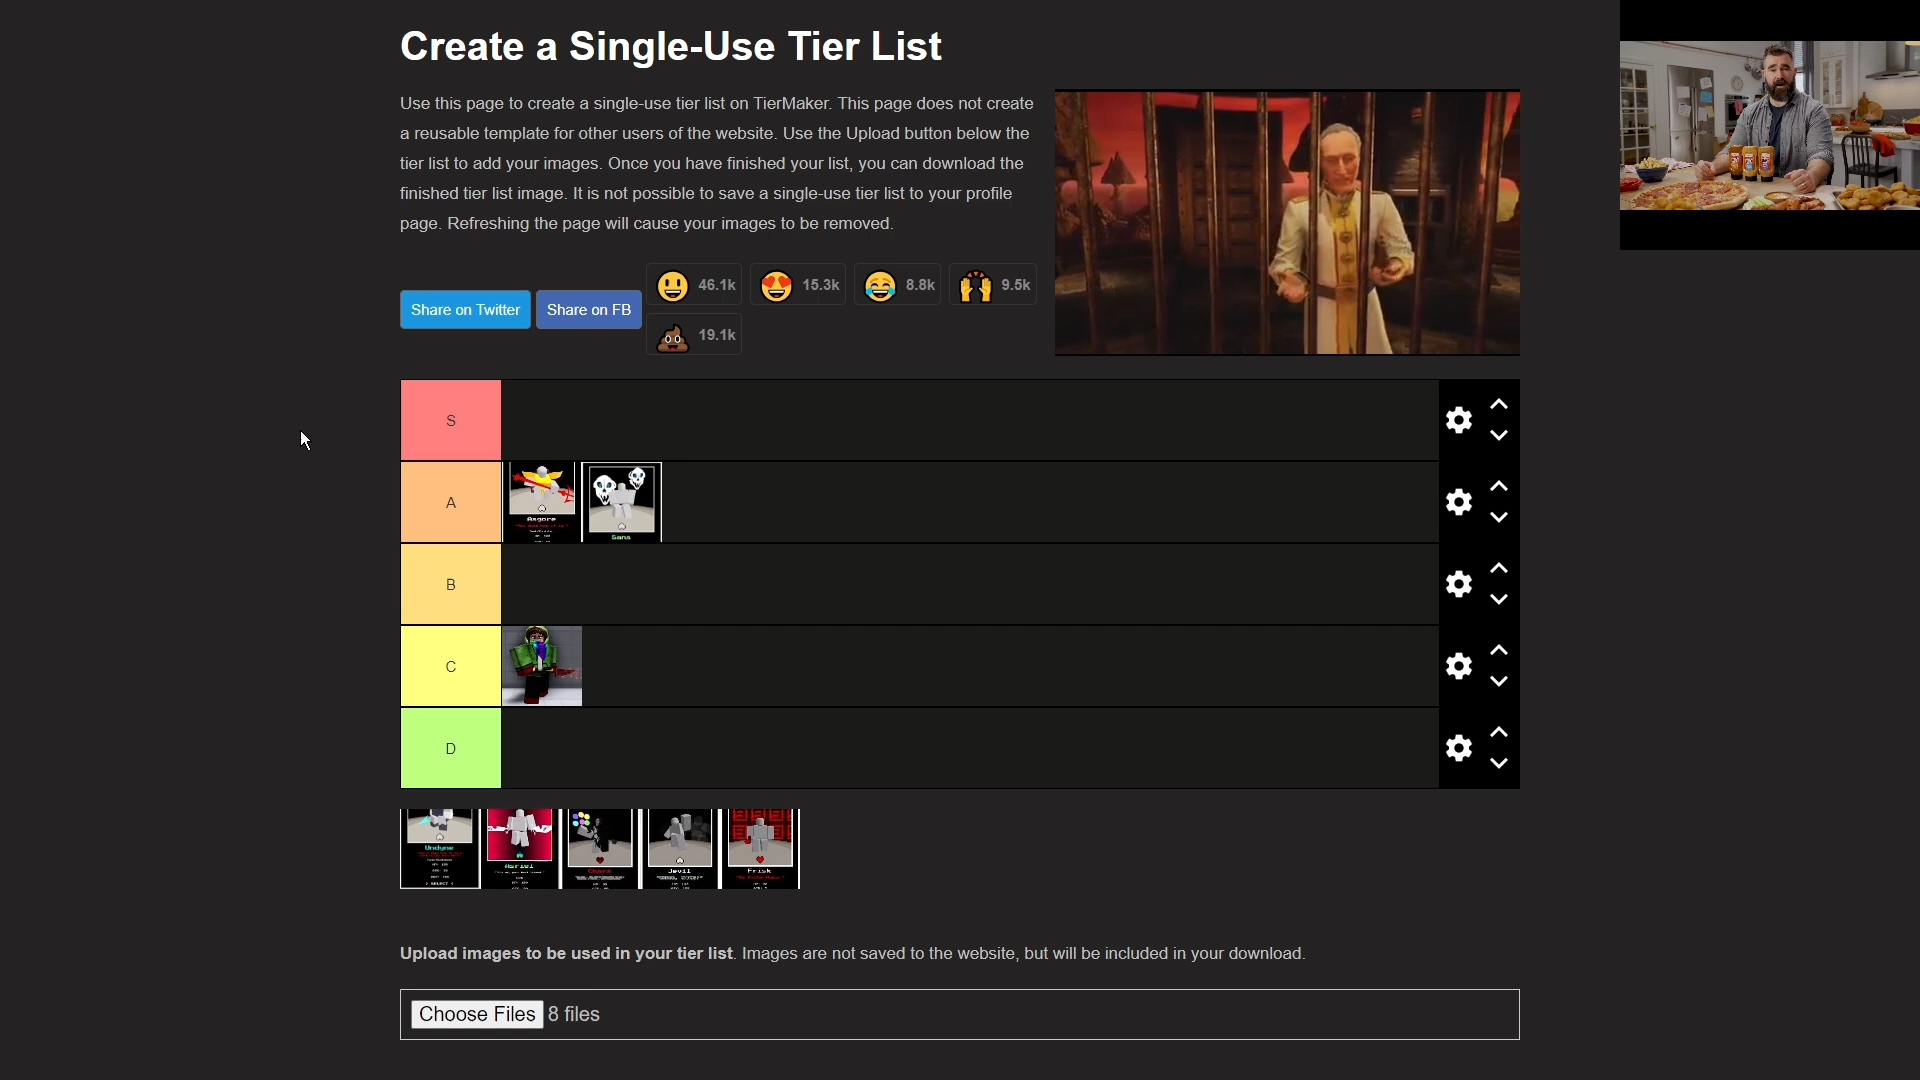 Create a Single-Use Tier List
Use this page to create a single-use tier list on TierMaker. This page does not create
a reusable template for other users of the website. Use the Upload button below the
tier list to add your images. Once you have finished your list, you can download the
finished tier list image. It is not possible to save a single-use tier list to your profile
page. Refreshing the page will cause your images to be removed.
Share on Twitter
Share on FB
46.1k
15.3k
8.8k
9.5k
19.1k
S
A
Asgore
Sans
B
C
D
Undyne
> SELECT <
Asriel
Chara
Jevil
Frisk
Upload images to be used in your tier list. Images are not saved to the website, but will be included in your download.
Choose Files 8 files